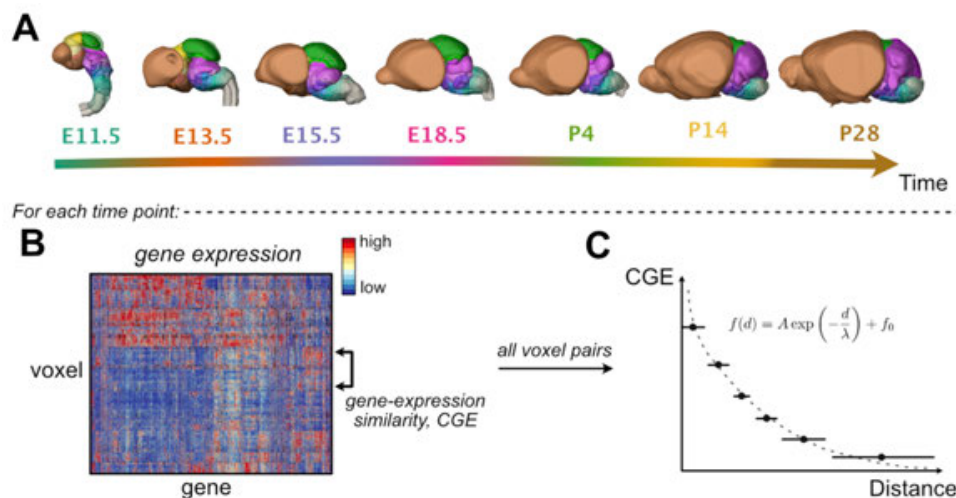 A
E11.5 E13.5 E15.5 E18.5 P4 P14 P28
Time
For each time point:
B
gene expression
high
low
voxel
gene-expression
similarity, CGE
gene
all voxel pairs
C
CGE
f(d) = A exp(-d/λ) + f₀
Distance